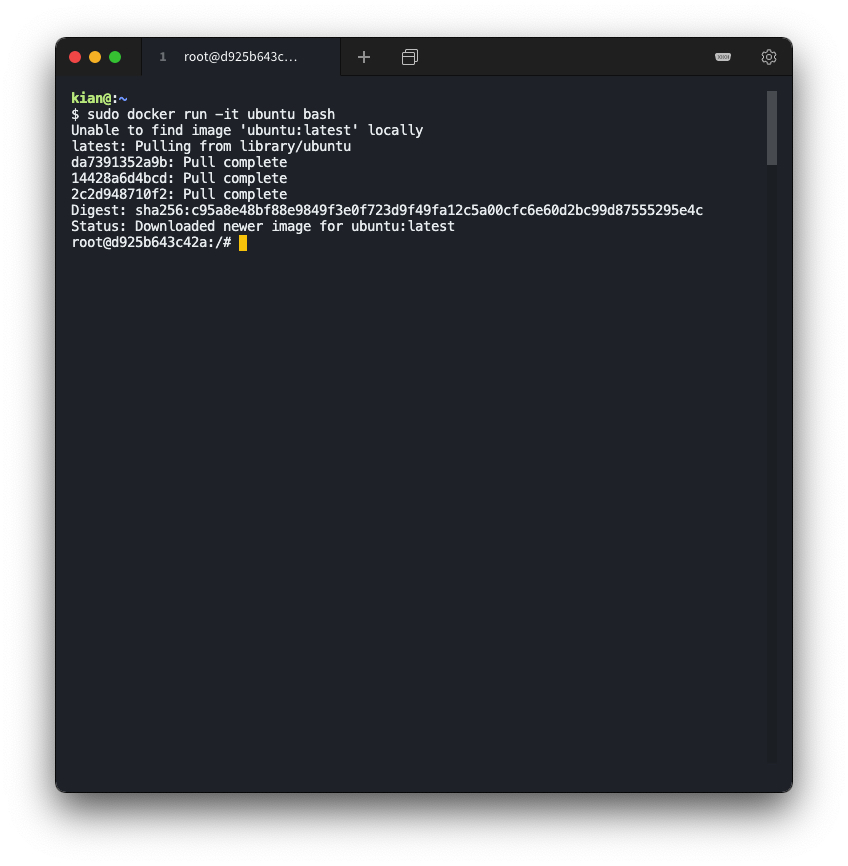 1 root@d925b643c...
kian@:~
$ sudo docker run -it ubuntu bash
Unable to find image 'ubuntu:latest' locally
latest: Pulling from library/ubuntu
da7391352a9b: Pull complete
14428a6d4bcd: Pull complete
2c2d948710f2: Pull complete
Digest: sha256:c95a8e48bf88e9849f3e0f723d9f49fa12c5a00cfc6e60d2bc99d87555295e4c
Status: Downloaded newer image for ubuntu:latest
root@d925b643c42a:/#